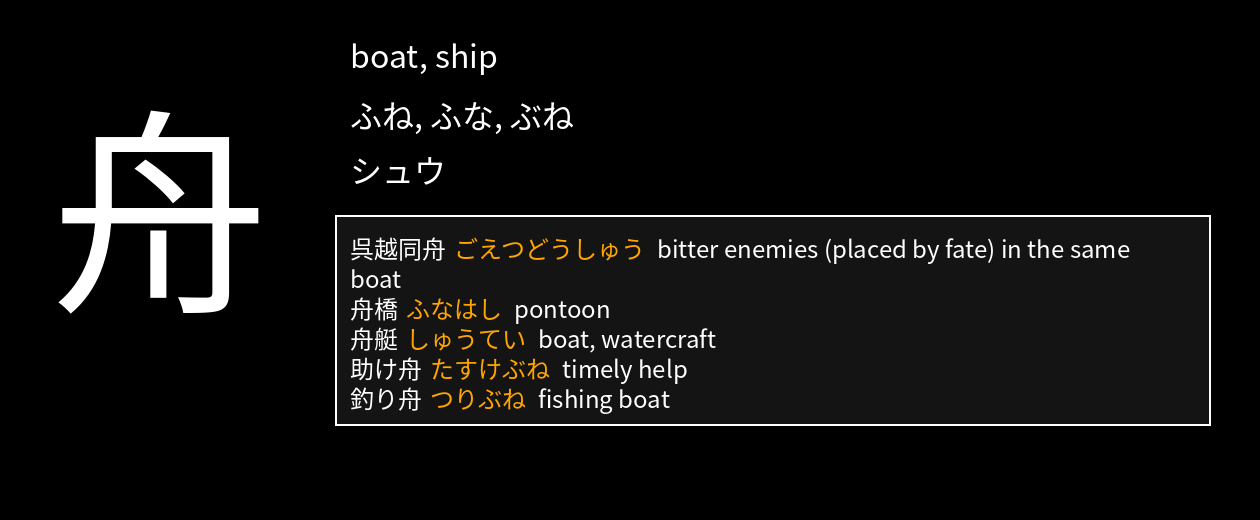 舟
boat, ship
ふね, ふな, ぶね
シュウ
呉越同舟 ごえつどうしゅう bitter enemies (placed by fate) in the same
boat
舟橋 ふなはし pontoon
舟艇 しゅうてい boat, watercraft
助け舟 たすけぶね timely help
釣り舟 つりぶね fishing boat